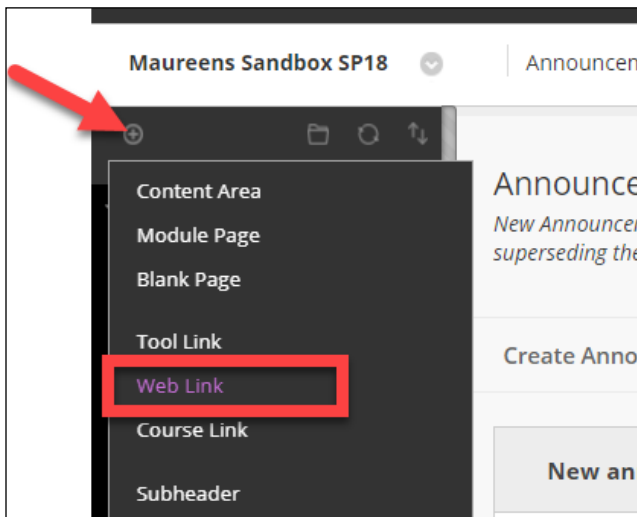 Maureens Sandbox SP18
Announcen
Content Area
Module Page
Blank Page
Tool Link
Web Link
Course Link
Subheader
Announce
New Announcer
superseding the
Create Anno
New an